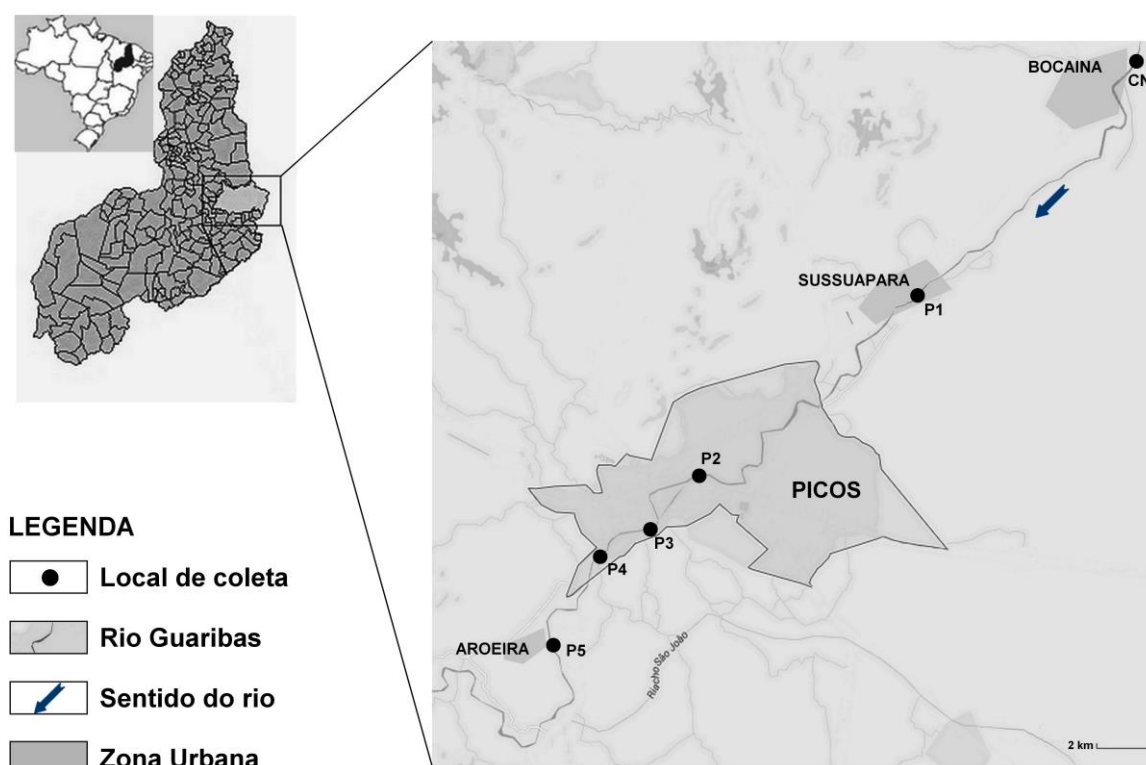 BOCAINA
CN
SUSSUAPARA
P1
P2
PICOS
P3
P4
AROEIRA
P5
Riacho São João
2 km
LEGENDA
Local de coleta
Rio Guaribas
Sentido do rio
Zona Urbana